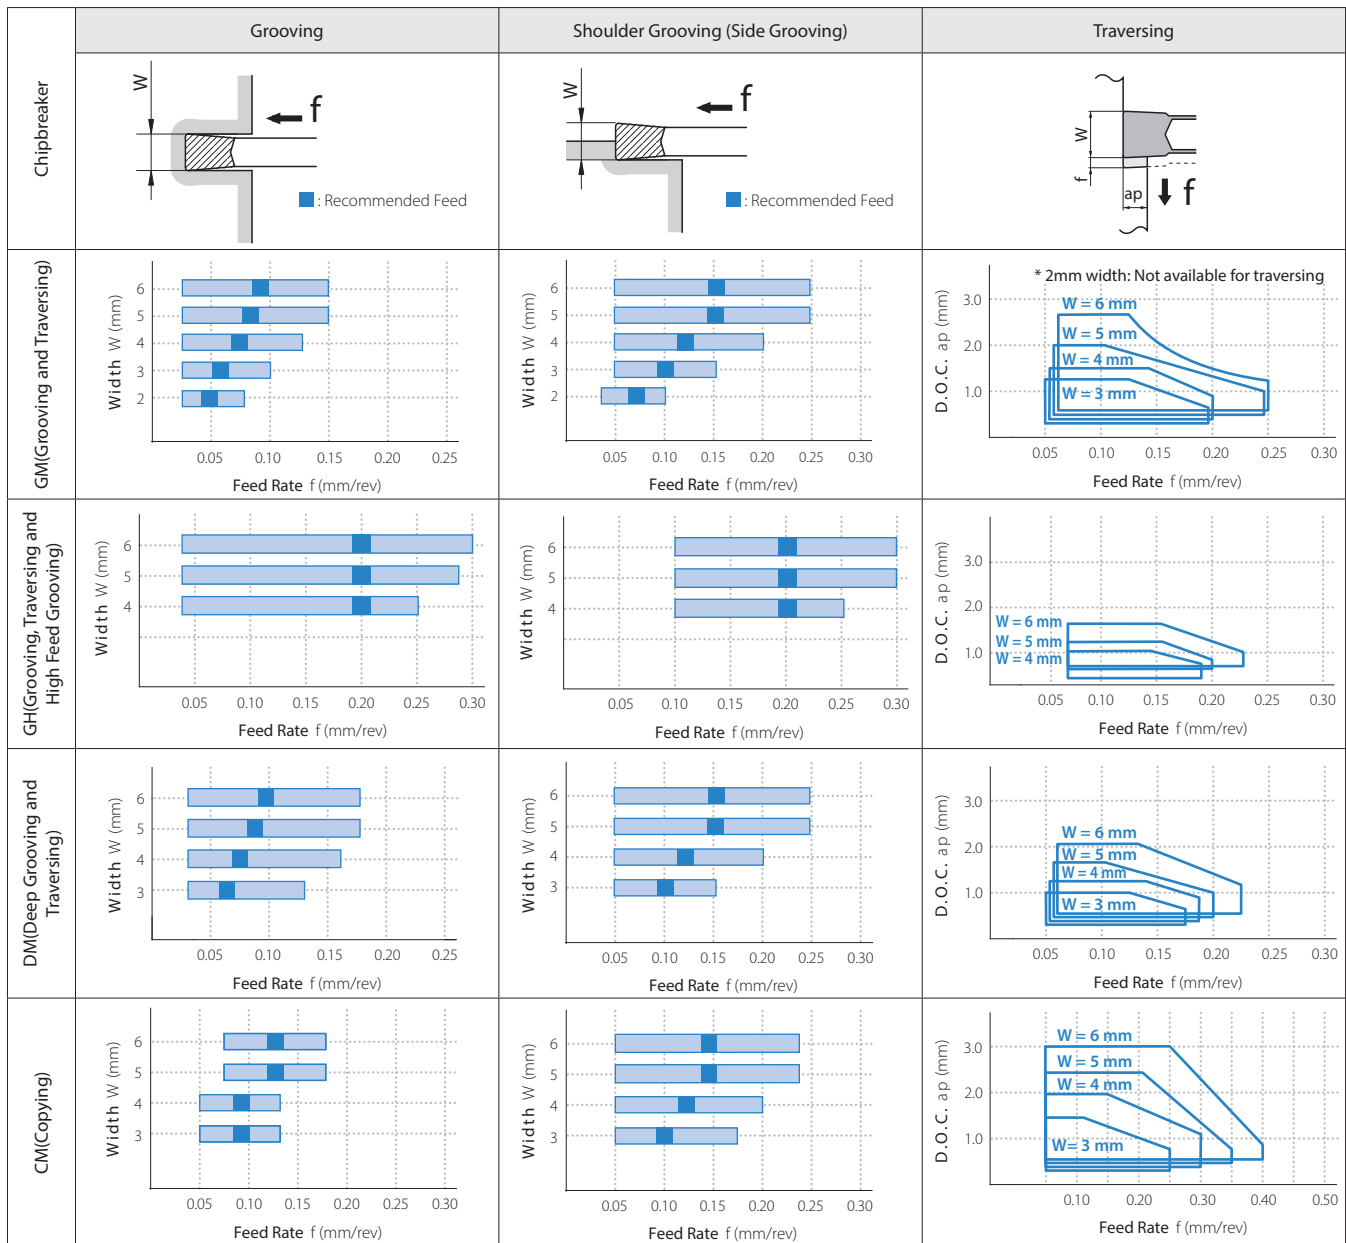 Grooving
Shoulder Grooving (Side Grooving)
Traversing
Chipbreaker
W
f
: Recommended Feed
W
f
: Recommended Feed
W
f
ap
f
GM(Grooving and Traversing)
Width W (mm)
6
5
4
3
2
0.05 0.10 0.15 0.20 0.25
Feed Rate f (mm/rev)
Width W (mm)
6
5
4
3
2
0.05 0.10 0.15 0.20 0.25 0.30
Feed Rate f (mm/rev)
* 2mm width: Not available for traversing
D.O.C. ap (mm)
3.0
2.0
1.0
W = 6 mm
W = 5 mm
W = 4 mm
W = 3 mm
0.05 0.10 0.15 0.20 0.25 0.30
Feed Rate f (mm/rev)
GH(Grooving, Traversing and
High Feed Grooving)
Width W (mm)
6
5
4
0.05 0.10 0.15 0.20 0.25 0.30
Feed Rate f (mm/rev)
Width W (mm)
6
5
4
0.05 0.10 0.15 0.20 0.25 0.30
Feed Rate f (mm/rev)
D.O.C. ap (mm)
3.0
2.0
1.0
W = 6 mm
W = 5 mm
W = 4 mm
0.05 0.10 0.15 0.20 0.25 0.30
Feed Rate f (mm/rev)
DM(Deep Grooving and
Traversing)
Width W (mm)
6
5
4
3
0.05 0.10 0.15 0.20 0.25
Feed Rate f (mm/rev)
Width W (mm)
6
5
4
3
0.05 0.10 0.15 0.20 0.25 0.30
Feed Rate f (mm/rev)
D.O.C. ap (mm)
3.0
2.0
1.0
W = 6 mm
W = 5 mm
W = 4 mm
W = 3 mm
0.05 0.10 0.15 0.20 0.25 0.30
Feed Rate f (mm/rev)
CM(Copying)
Width W (mm)
6
5
4
3
0.05 0.10 0.15 0.20 0.25 0.30
Feed Rate f (mm/rev)
Width W (mm)
6
5
4
3
0.05 0.10 0.15 0.20 0.25 0.30
Feed Rate f (mm/rev)
D.O.C. ap (mm)
3.0
2.0
1.0
W = 6 mm
W = 5 mm
W = 4 mm
W= 3 mm
0.10 0.20 0.30 0.40 0.50
Feed Rate f (mm/rev)